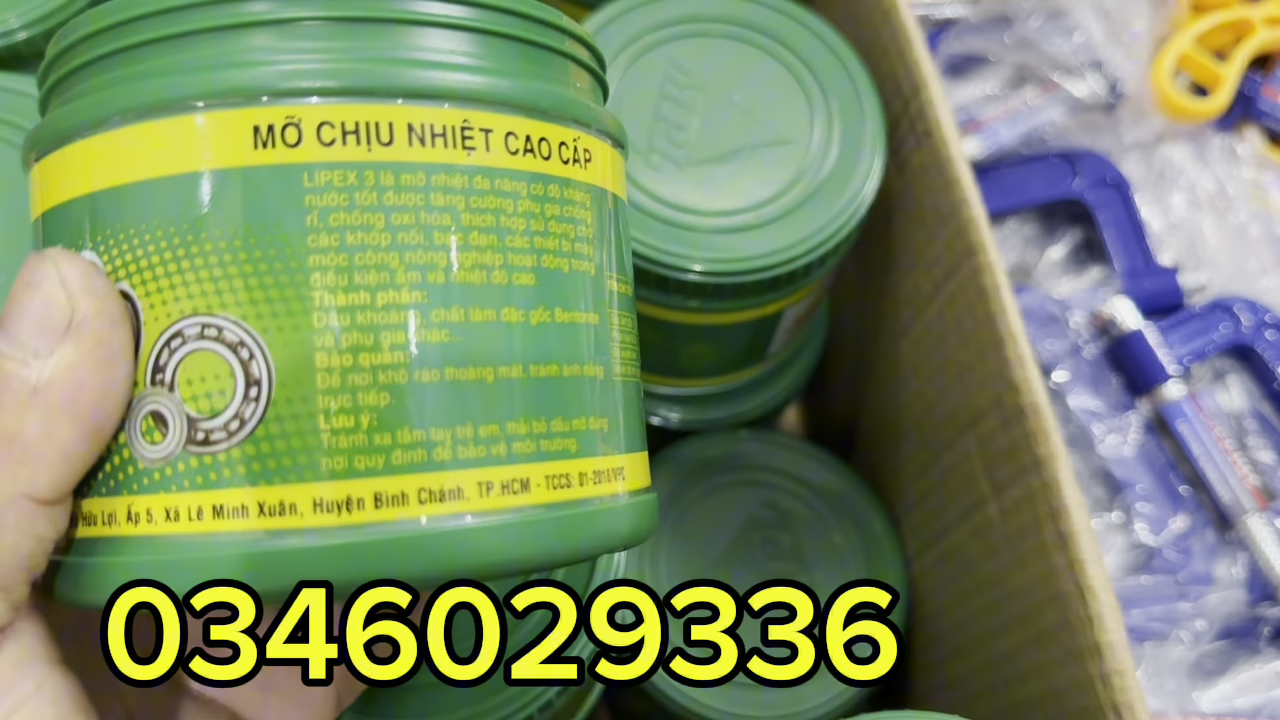 MỠ CHỊU NHIỆT CAO CẤP
LIPEX 3 là mỡ nhiệt đa năng có độ kháng
nước tốt được tăng cường phụ gia chống
rỉ, chống oxi hóa, thích hợp sử dụng cho
các khớp nối, bạc đạn, các thiết bị máy
móc công nông nghiệp hoạt động trong
điều kiện ẩm và nhiệt độ cao.
Thành phần:
Dầu khoáng, chất làm đặc gốc Bentonite
và phụ gia khác...
Bảo quản:
Để nơi khô ráo thoáng mát, tránh ánh nắng
trực tiếp.
Lưu ý:
Tránh xa tầm tay trẻ em, thải bỏ dầu mỡ đúng
nơi quy định để bảo vệ môi trường.
Hữu Lợi, Ấp 5, Xã Lê Minh Xuân, Huyện Bình Chánh, TP.HCM - TCCS: 01-2018/VPC
0346029336